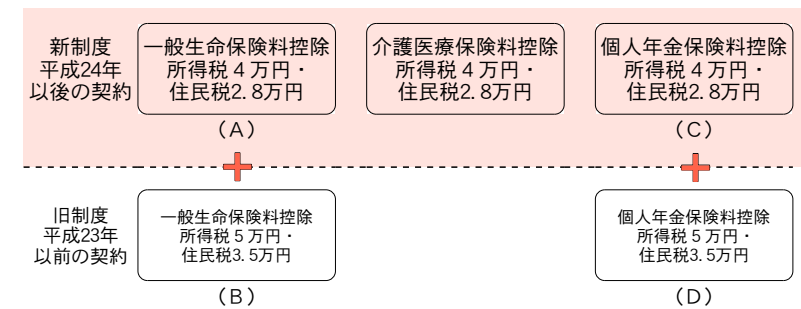 新制度
平成24年
以後の契約
一般生命保険料控除
所得税４万円・
住民税2.8万円
（A）
介護医療保険料控除
所得税４万円・
住民税2.8万円
個人年金保険料控除
所得税４万円・
住民税2.8万円
（C）
旧制度
平成23年
以前の契約
一般生命保険料控除
所得税５万円・
住民税3.5万円
（B）
個人年金保険料控除
所得税５万円・
住民税3.5万円
（D）